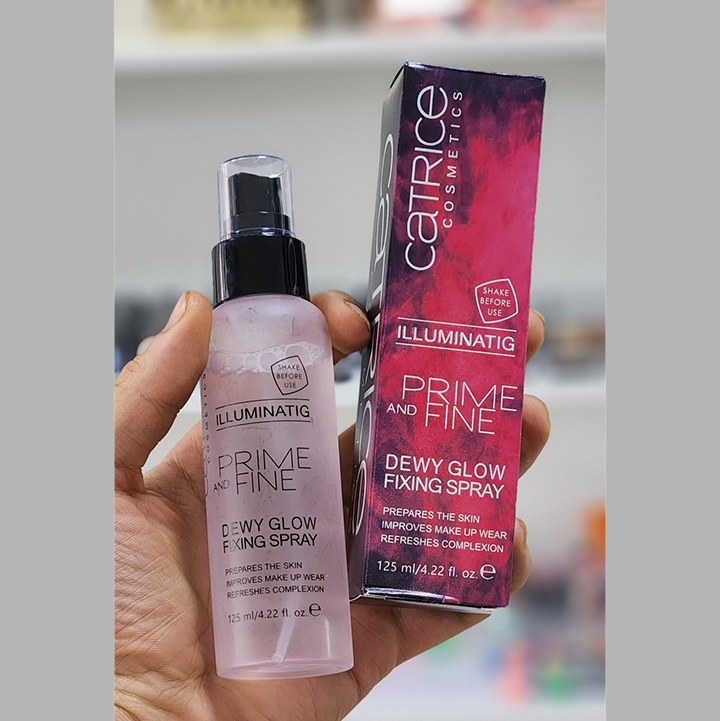 SHAKE
BEFORE
USE
ILLUMINATIG
PRIME
AND FINE
DEWY GLOW
FIXING SPRAY
PREPARES THE SKIN
IMPROVES MAKE UP WEAR
REFRESHES COMPLEXION
125 ml/4.22 fl. oz. e
COSMETICS
CATRICE
COSMETICS
SHAKE
BEFORE
USE
ILLUMINATIG
PRIME
AND FINE
DEWY GLOW
FIXING SPRAY
PREPARES THE SKIN
IMPROVES MAKE UP WEAR
REFRESHES COMPLEXION
125 ml/4.22 fl. oz. e